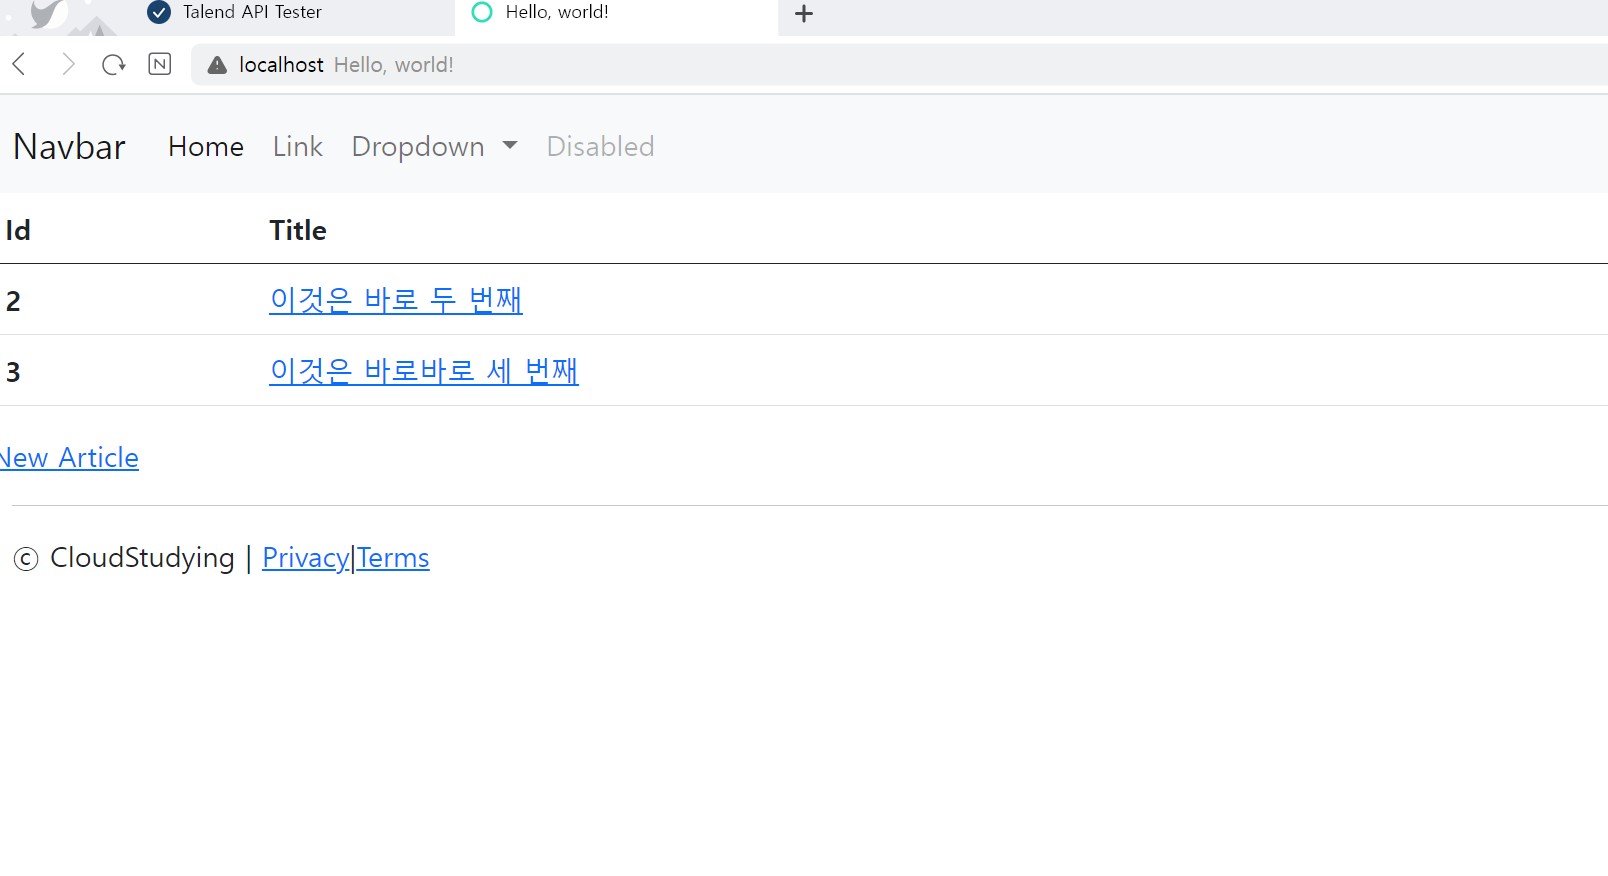 Talend API Tester Hello, world!
localhost Hello, world!
Navbar Home Link Dropdown Disabled
Id Title
2 이것은 바로 두 번째
3 이것은 바로바로 세 번째
New Article
ⓒ CloudStudying | Privacy|Terms